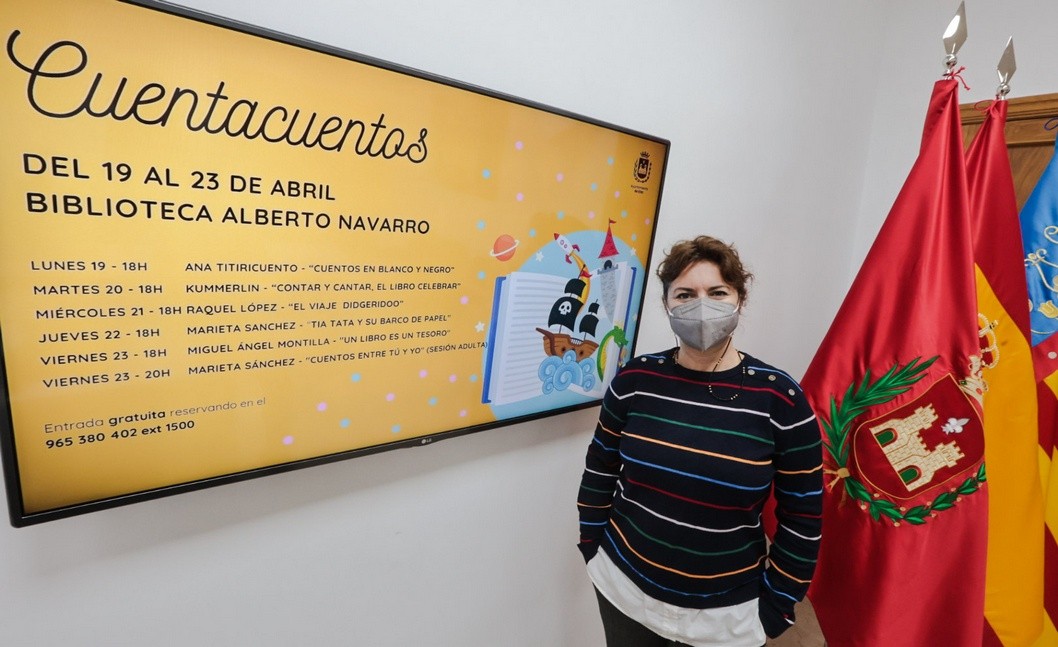 Cuentacuentos
DEL 19 AL 23 DE ABRIL
BIBLIOTECA ALBERTO NAVARRO
LUNES 19 - 18H ANA TITIRICUENTO - “CUENTOS EN BLANCO Y NEGRO”
MARTES 20 - 18H KUMMERLIN - “CONTAR Y CANTAR, EL LIBRO CELEBRAR”
MIÉRCOLES 21 - 18H RAQUEL LÓPEZ - “EL VIAJE DIDGERIDOO”
JUEVES 22 - 18H MARIETA SANCHEZ - “TIA TATA Y SU BARCO DE PAPEL”
VIERNES 23 - 18H MIGUEL ÁNGEL MONTILLA - “UN LIBRO ES UN TESORO”
VIERNES 23 - 20H MARIETA SÁNCHEZ - “CUENTOS ENTRE TÚ Y YO” (SESIÓN ADULTA)
Entrada gratuita reservando en el
965 380 402 ext 1500
LG